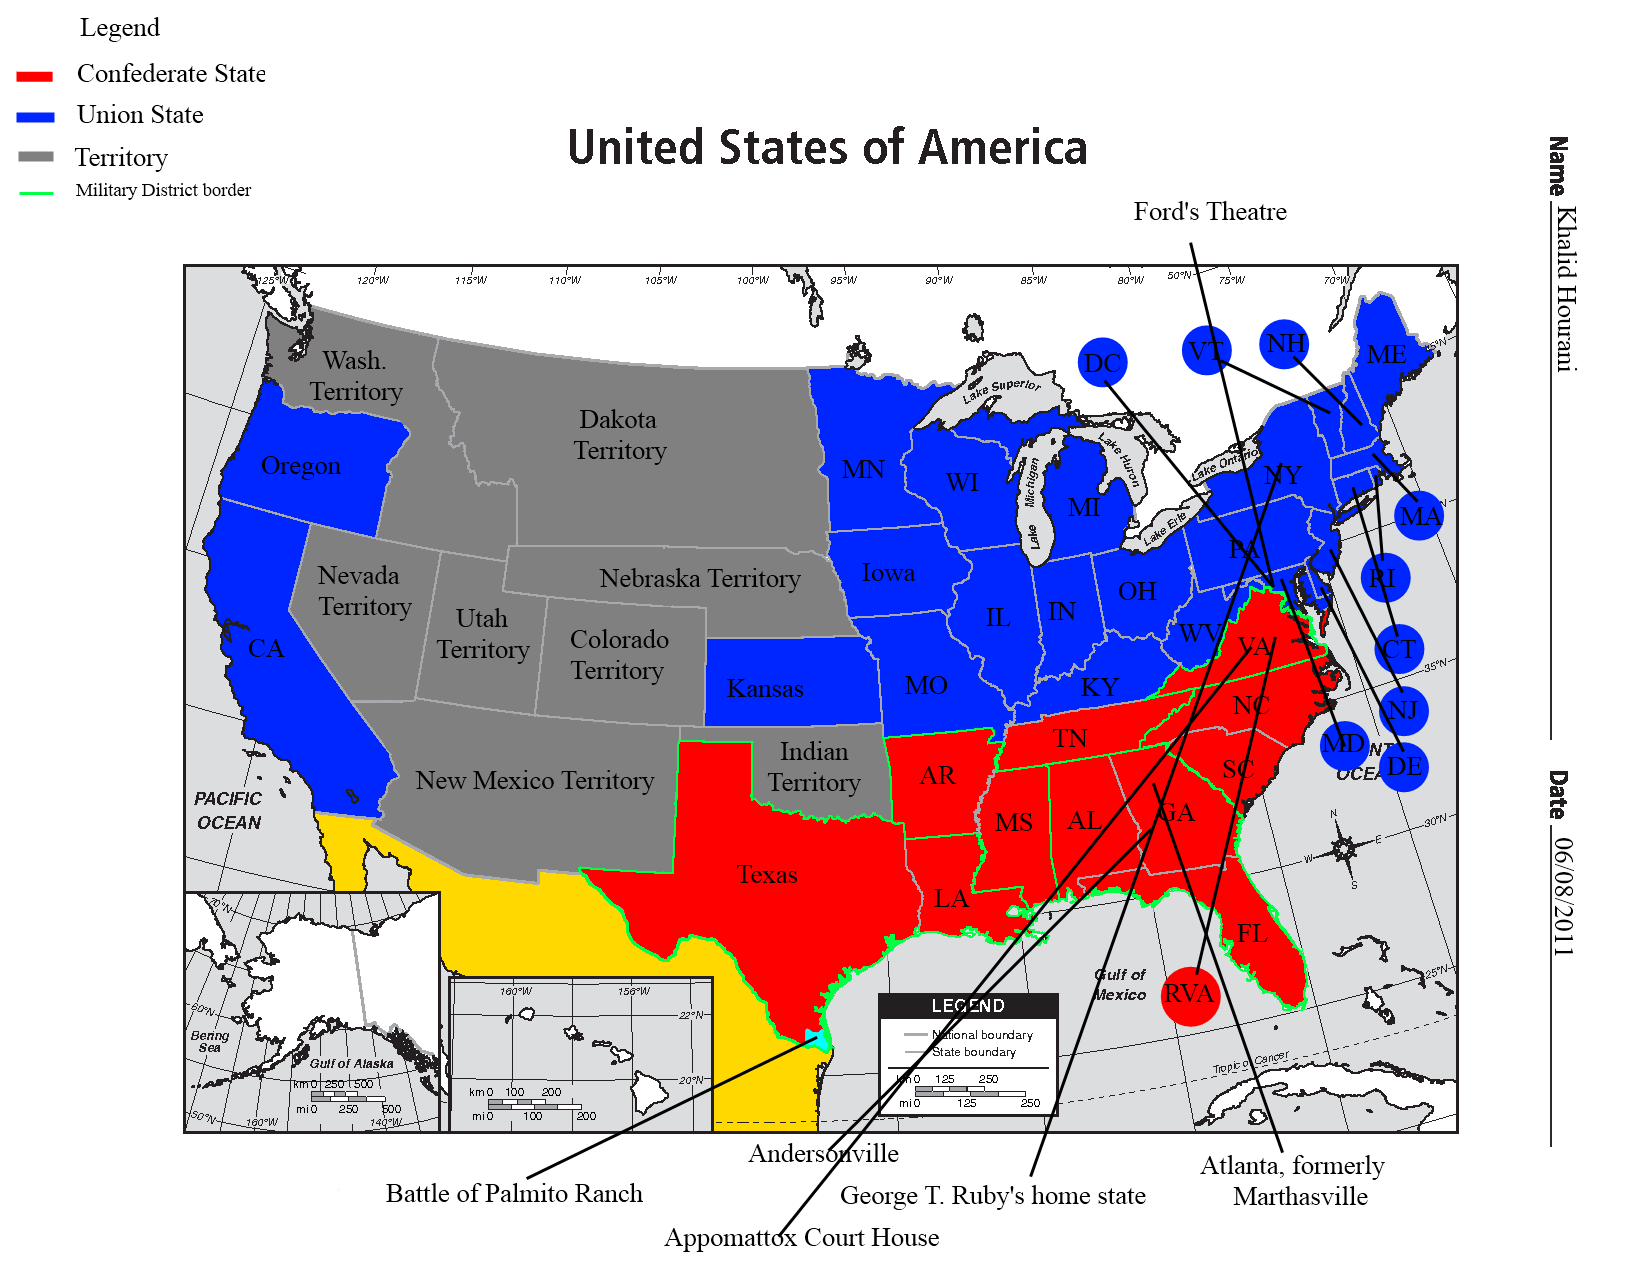 Legend
Confederate State
Union State
Territory
Military District border
United States of America
Name Khalid Hourani
Date 06/08/2011
Ford's Theatre
125°W
120°W
115°W
110°W
105°W
100°W
95°W
90°W
85°W
80°W
50°N
75°W
70°W
Wash.
Territory
Dakota
Territory
Oregon
MN
WI
MI
Lake Superior
Lake Michigan
Lake Huron
Lake Ontario
Lake Erie
DC
VT
NH
ME
NY
MA
PA
RI
CT
NJ
MD
DE
Nevada
Territory
Utah
Territory
Colorado
Territory
Nebraska Territory
Iowa
IL
IN
OH
WV
VA
CA
Kansas
MO
KY
NC
TN
SC
35°N
New Mexico Territory
Indian
Territory
AR
MS
AL
GA
Texas
LA
FL
RVA
PACIFIC
OCEAN
OCEA
N
E
S
W
30°N
25°N
Gulf of
Mexico
Tropic of Cancer
LEGEND
National boundary
State boundary
km 0 125 250
mi 0 125 250
70°N
60°N
50°N
Bering
Sea
Gulf of Alaska
km 0 250 500
mi 0 250 500
160°W
140°W
160°W
156°W
22°N
20°N
km 0 100 200
mi 0 100 200
Andersonville
Battle of Palmito Ranch
George T. Ruby's home state
Atlanta, formerly
Marthasville
Appomattox Court House